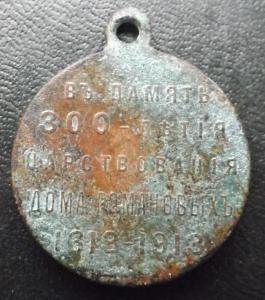 ВЪ ПАМЯТЬ
300-ЛѢТІЯ
ЦАРСТВОВАНІЯ
ДОМА РОМАНОВЫХЪ
1613-1913